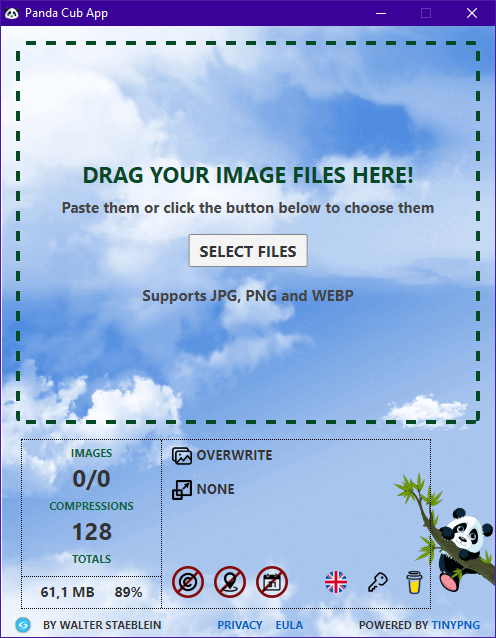 Panda Cub App
DRAG YOUR IMAGE FILES HERE!
Paste them or click the button below to choose them
SELECT FILES
Supports JPG, PNG and WEBP
IMAGES
0/0
COMPRESSIONS
128
TOTALS
61,1 MB 89%
OVERWRITE
NONE
31
BY WALTER STAEBLEIN PRIVACY EULA POWERED BY TINYPNG